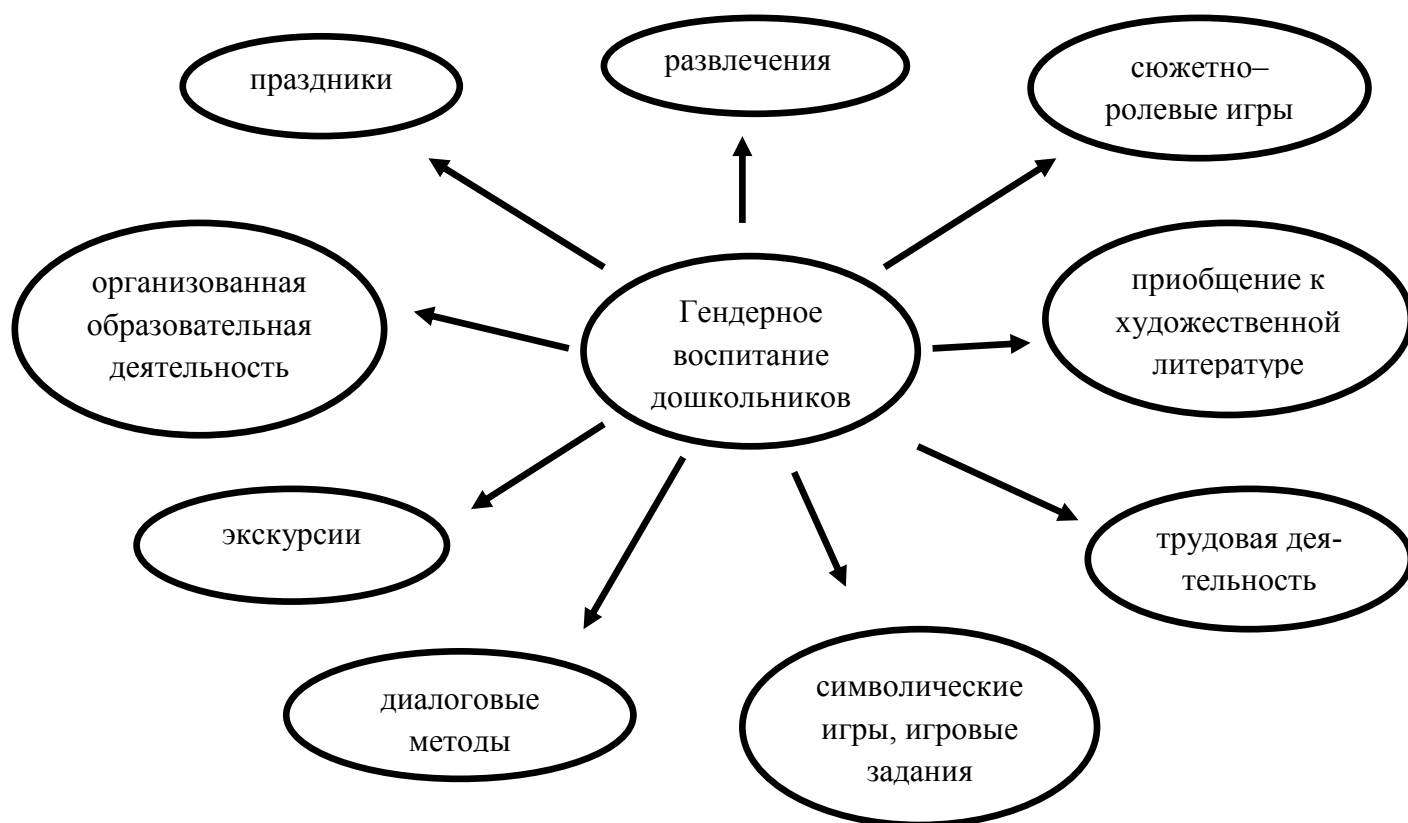 праздники
развлечения
сюжетно–
ролевые игры
организованная
образовательная
деятельность
Гендерное
воспитание
дошкольников
приобщение к
художественной
литературе
экскурсии
трудовая дея-
тельность
диалоговые
методы
символические
игры, игровые
задания